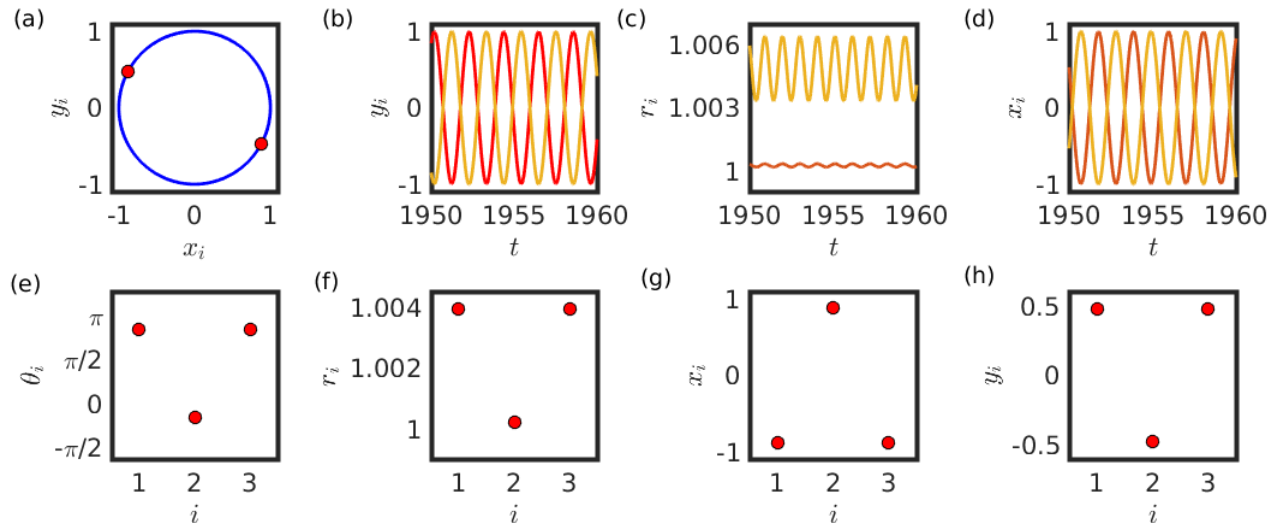 (a)
y_i
1
0
-1
-1
0
1
x_i
(b)
y_i
1
0
-1
1950
1955
1960
t
(c)
r_i
1.006
1.003
1
1950
1955
1960
t
(d)
x_i
1
0
-1
1950
1955
1960
t
(e)
θ_i
π
π/2
0
-π/2
1
2
3
i
(f)
r_i
1.004
1.002
1
1
2
3
i
(g)
x_i
1
0
-1
1
2
3
i
(h)
y_i
0.5
0
-0.5
1
2
3
i